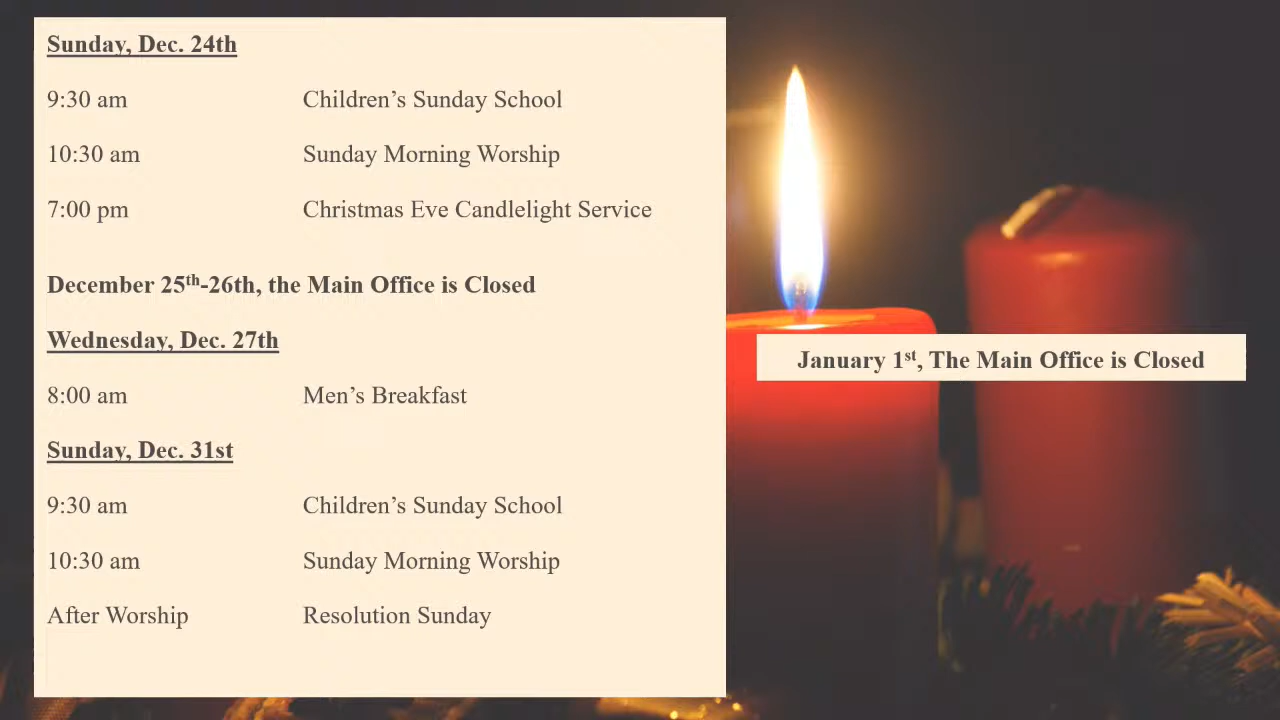 Sunday, Dec. 24th
9:30 am Children’s Sunday School
10:30 am Sunday Morning Worship
7:00 pm Christmas Eve Candlelight Service
December 25th-26th, the Main Office is Closed
Wednesday, Dec. 27th
8:00 am Men’s Breakfast
Sunday, Dec. 31st
9:30 am Children’s Sunday School
10:30 am Sunday Morning Worship
After Worship Resolution Sunday
January 1st, The Main Office is Closed